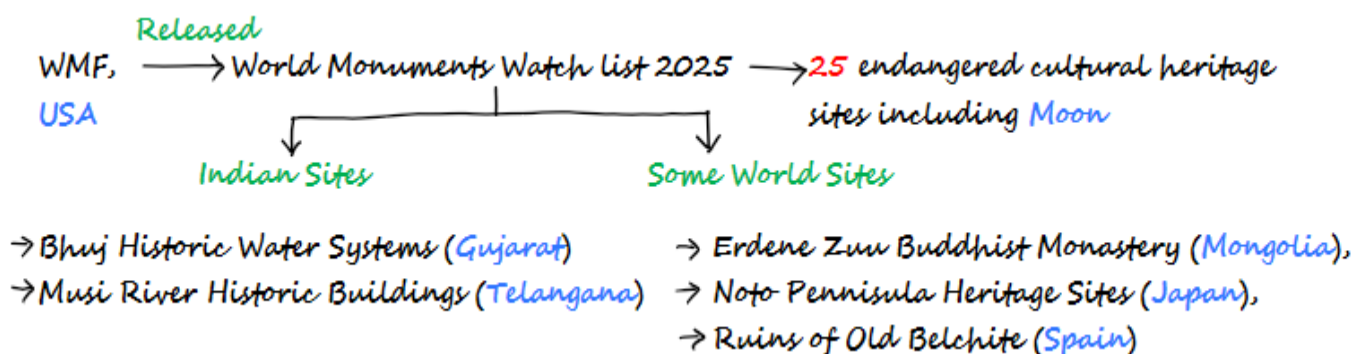 Released
WMF, → World Monuments Watch list 2025 → 25 endangered cultural heritage
USA
sites including Moon
Indian Sites
Some World Sites
→ Bhuj Historic Water Systems (Gujarat)
→ Musi River Historic Buildings (Telangana)
→ Erdene Zuu Buddhist Monastery (Mongolia),
→ Noto Pennisula Heritage Sites (Japan),
→ Ruins of Old Belchite (Spain)